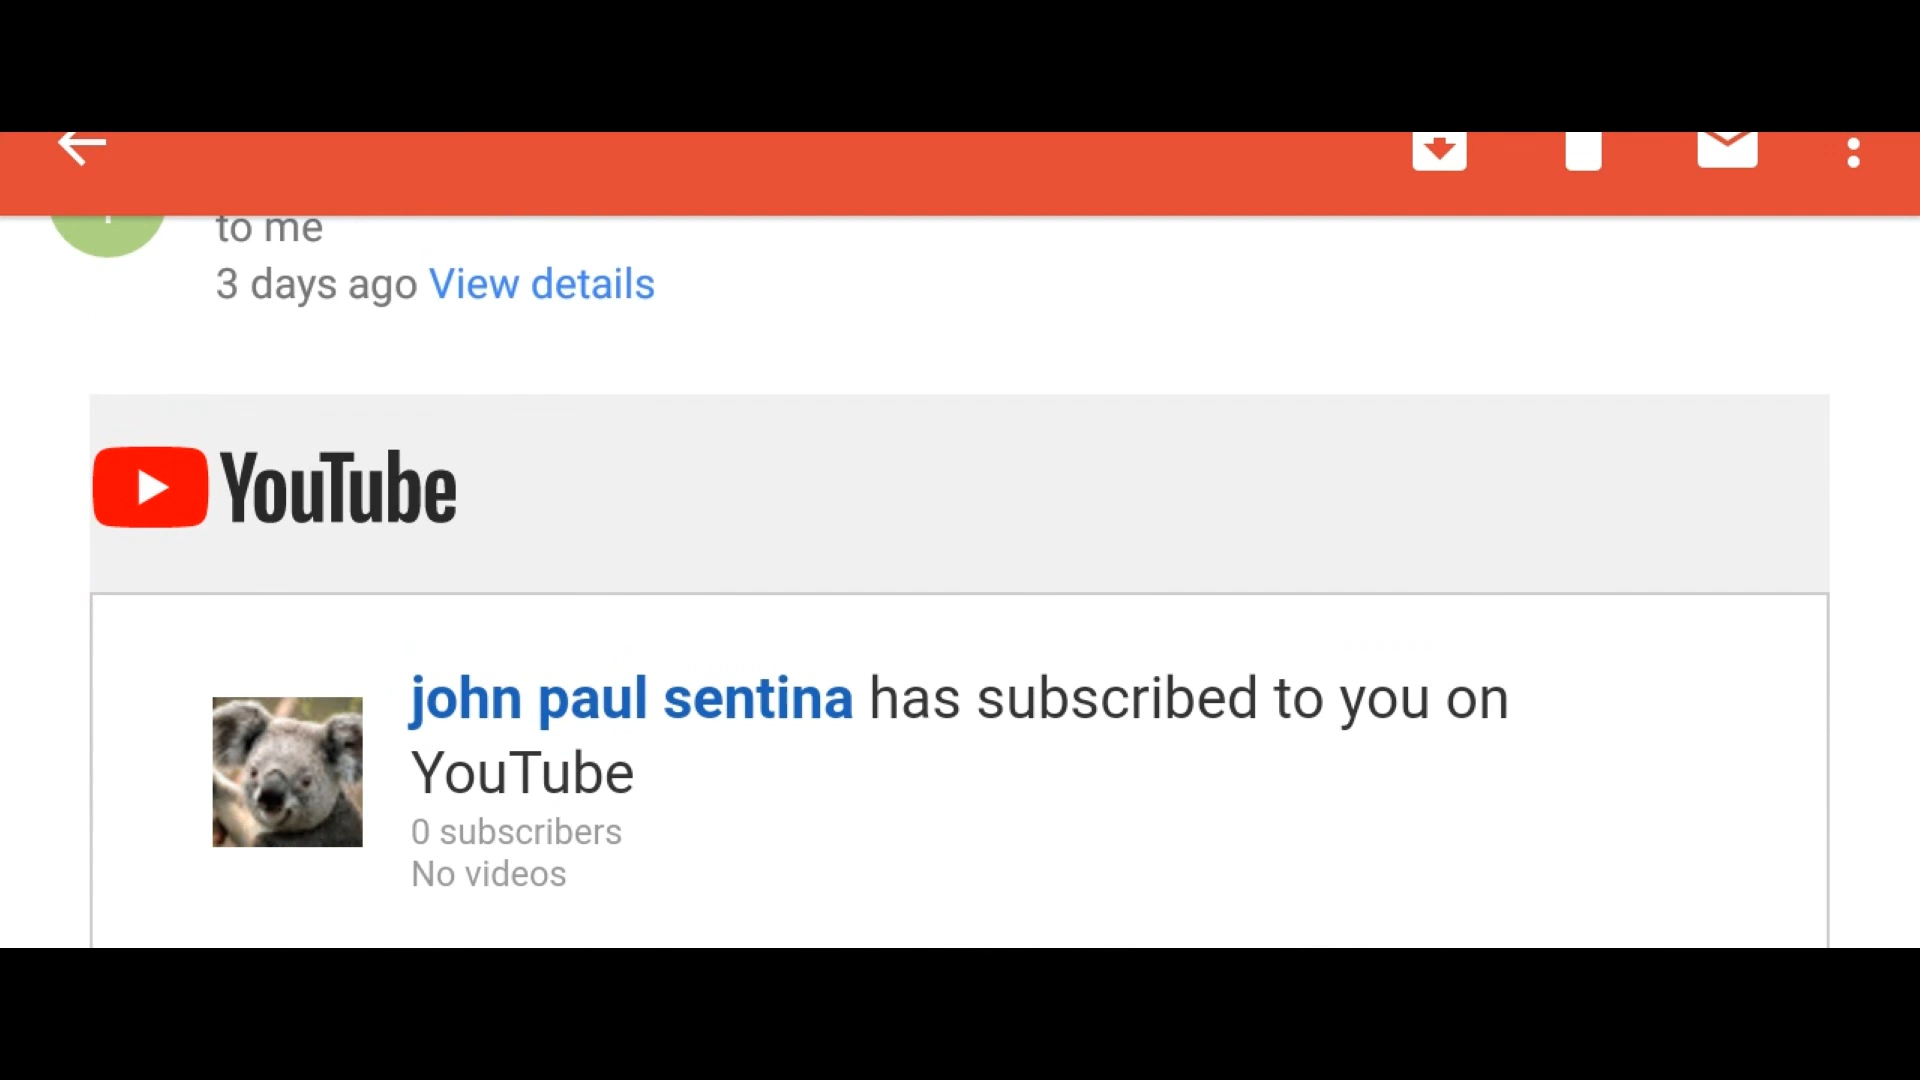 to me
3 days ago View details
YouTube
john paul sentina has subscribed to you on
YouTube
0 subscribers
No videos